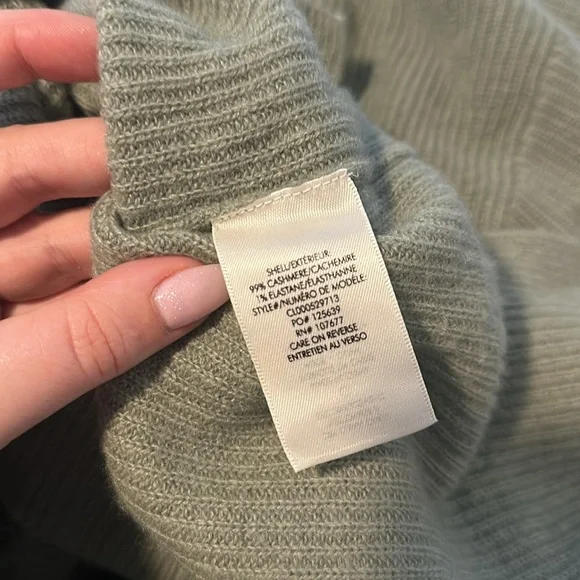 SHELL/EXTÉRIEUR:
99% CASHMERE/CACHEMIRE
1% ELASTANE/ÉLASTHANNE
STYLE#/NUMÉRO DE MODÈLE:
CL000529713
PO# 125639
RN# 107677
CARE ON REVERSE
ENTRETIEN AU VERSO